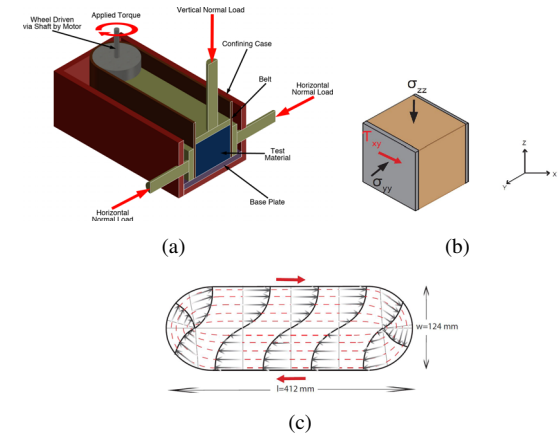 Vertical Normal Load
Wheel Driven
via Shaft by Motor
Applied Torque
Confining Case
Belt
Horizontal
Normal Load
Test
Material
Base Plate
Horizontal
Normal Load
(a)
σzz
Txy
σyy
Z
X
Y
(b)
w=124 mm
l=412 mm
(c)